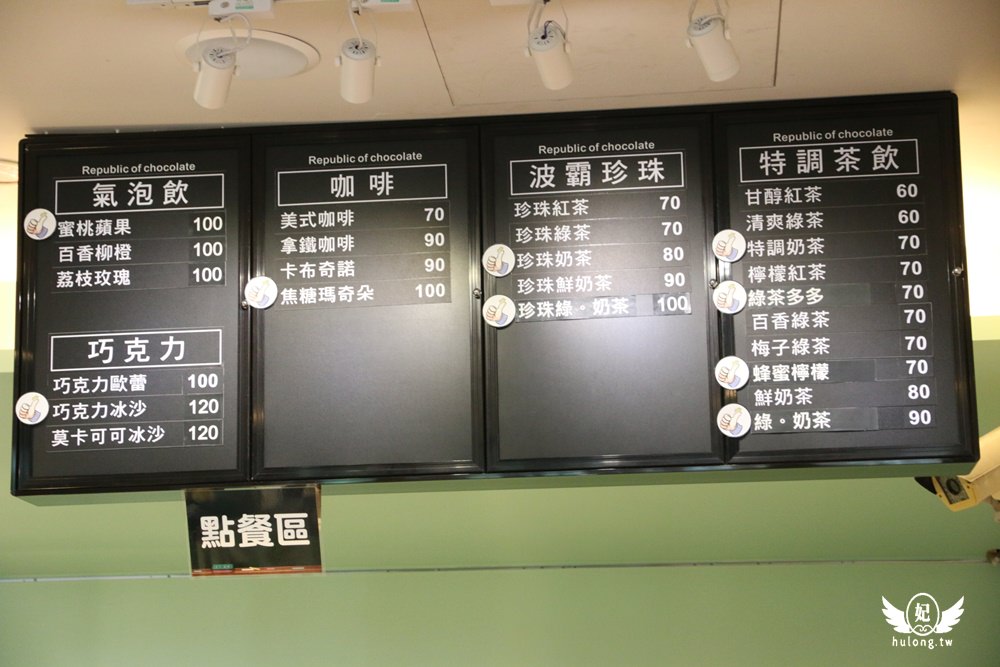 Republic of chocolate
氣泡飲
蜜桃蘋果 100
百香柳橙 100
荔枝玫瑰 100
巧克力
巧克力歐蕾 100
巧克力冰沙 120
莫卡可可冰沙 120
Republic of chocolate
咖啡
美式咖啡 70
拿鐵咖啡 90
卡布奇諾 90
焦糖瑪奇朵 100
Republic of chocolate
波霸珍珠
珍珠紅茶 70
珍珠綠茶 70
珍珠奶茶 80
珍珠鮮奶茶 90
珍珠綠。奶茶 100
Republic of chocolate
特調茶飲
甘醇紅茶 60
清爽綠茶 60
特調奶茶 70
檸檬紅茶 70
綠茶多多 70
百香綠茶 70
梅子綠茶 70
蜂蜜檸檬 70
鮮奶茶 80
綠。奶茶 90
點餐區
妃
hulong.tw